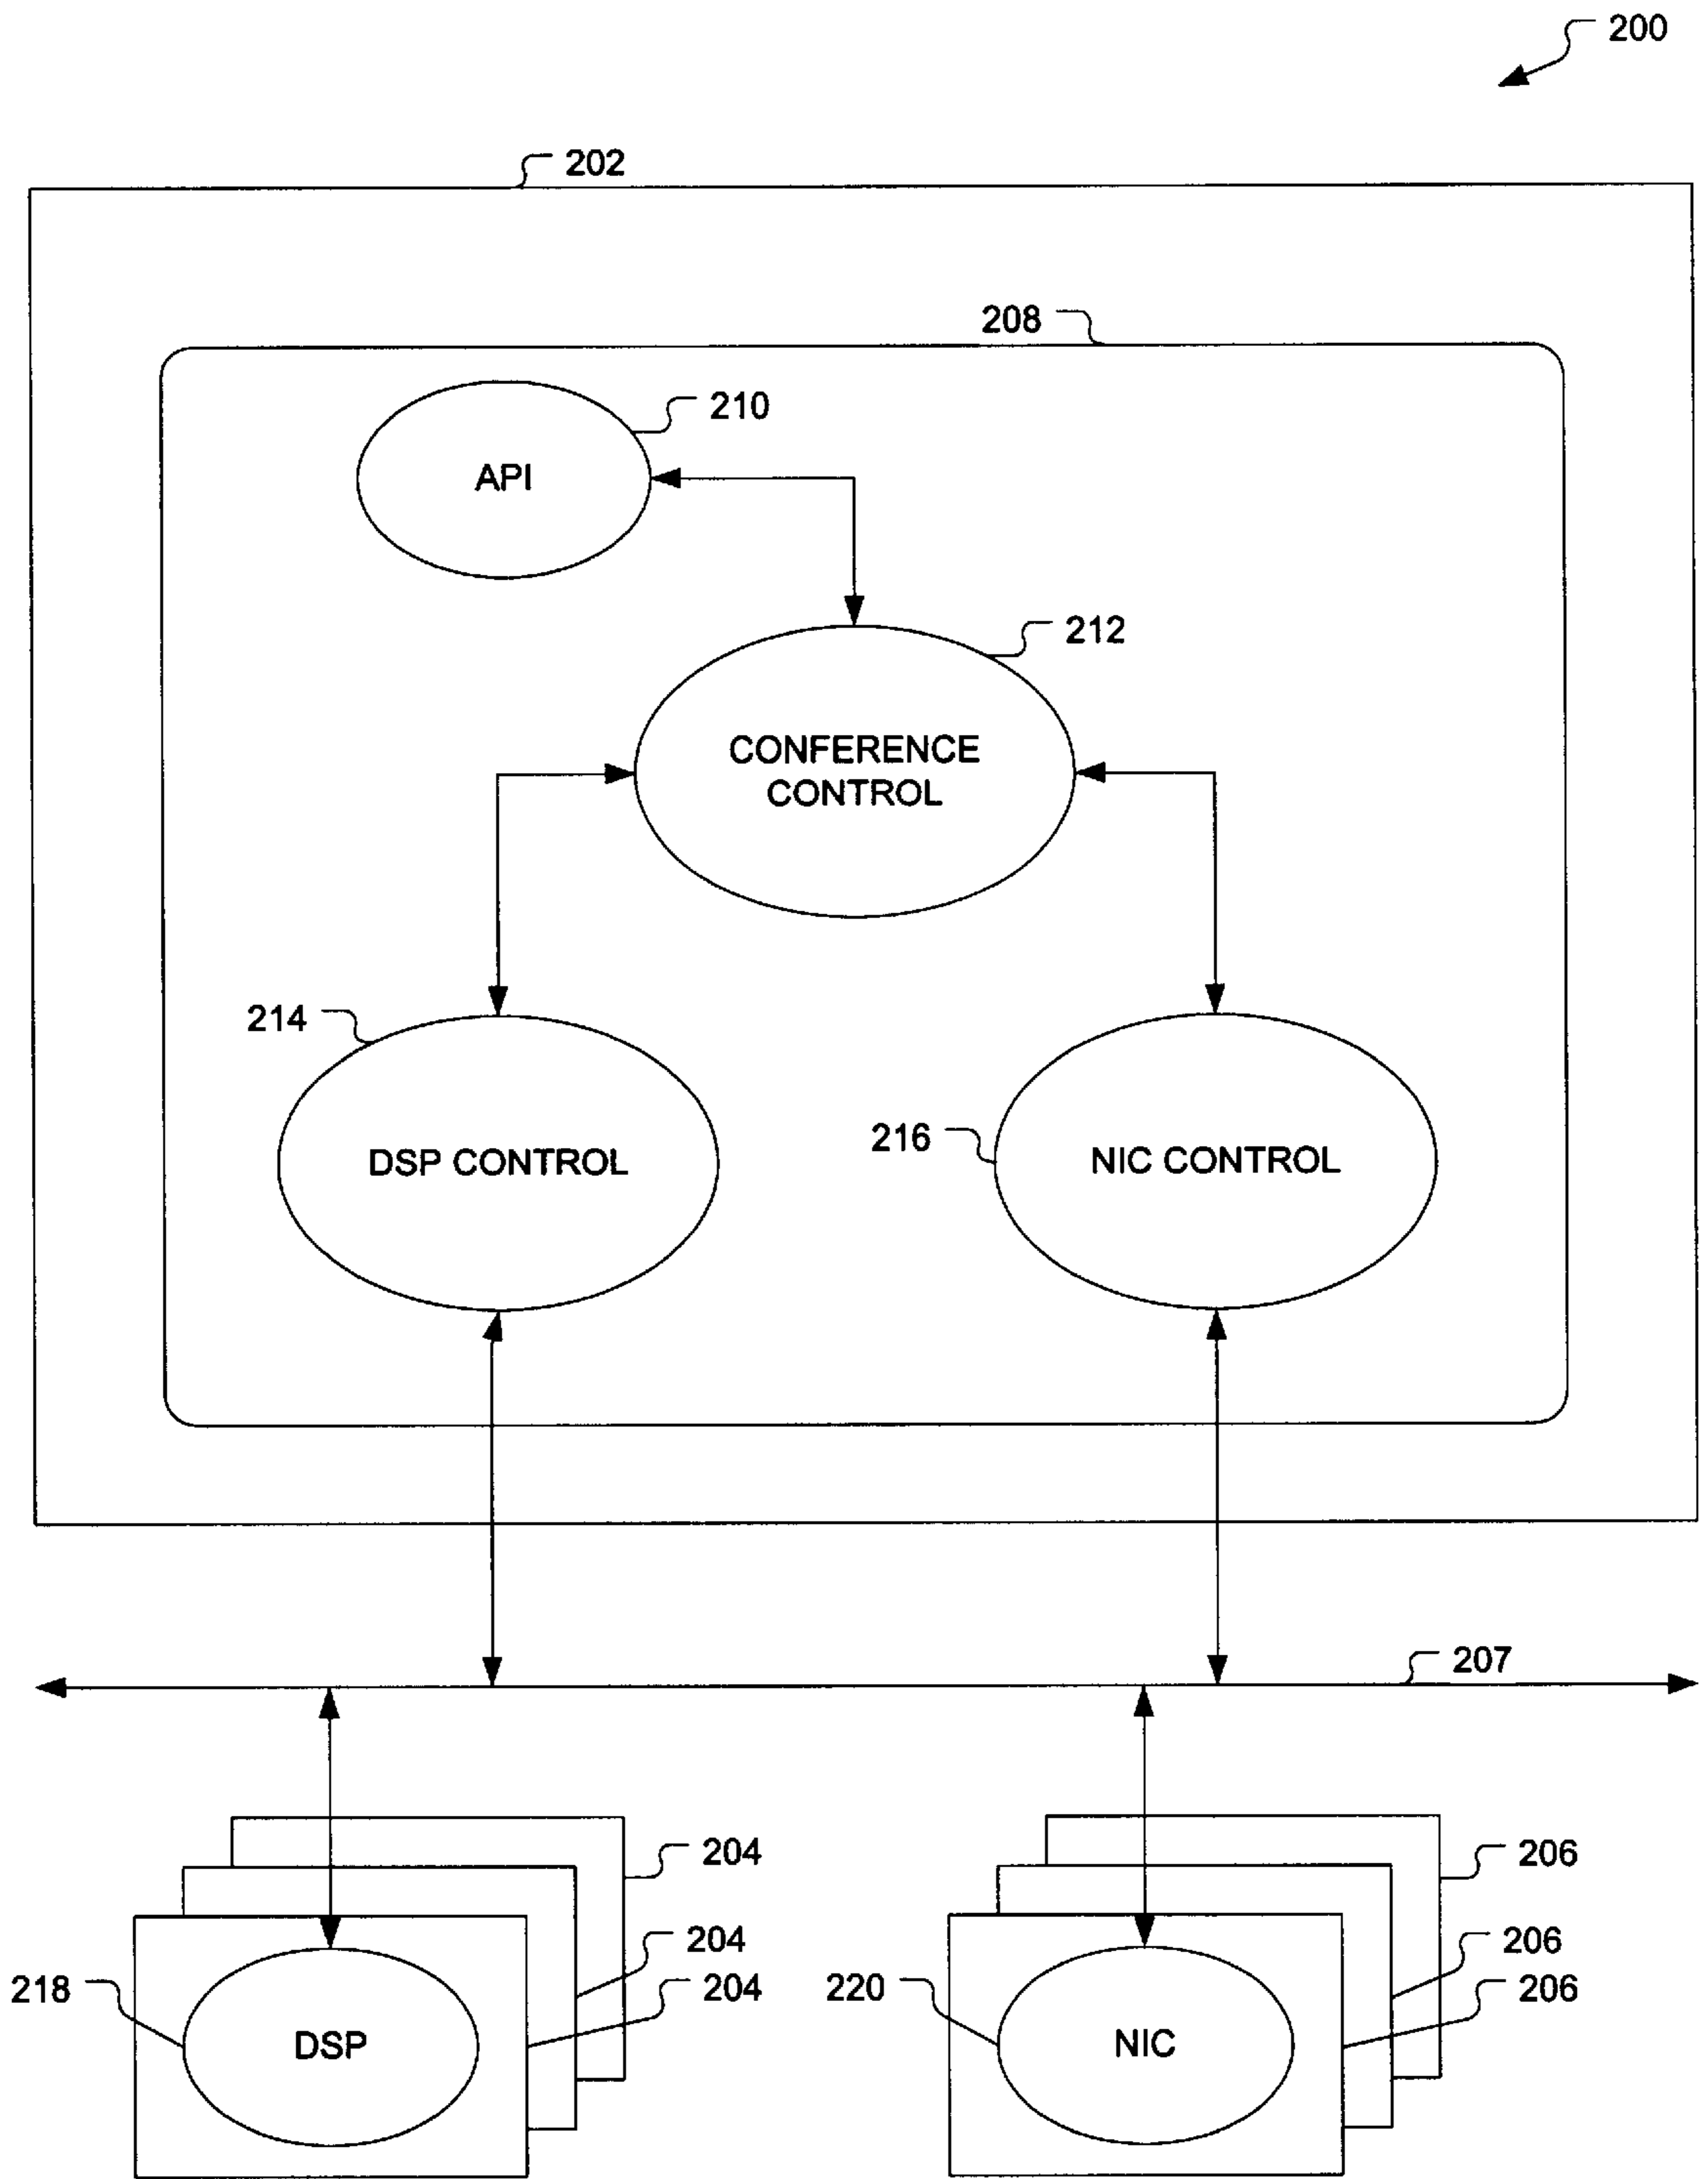 200
202
208
210
API
212
CONFERENCE
CONTROL
214
DSP CONTROL
216
NIC CONTROL
207
204
206
204
206
204
206
218
DSP
220
NIC